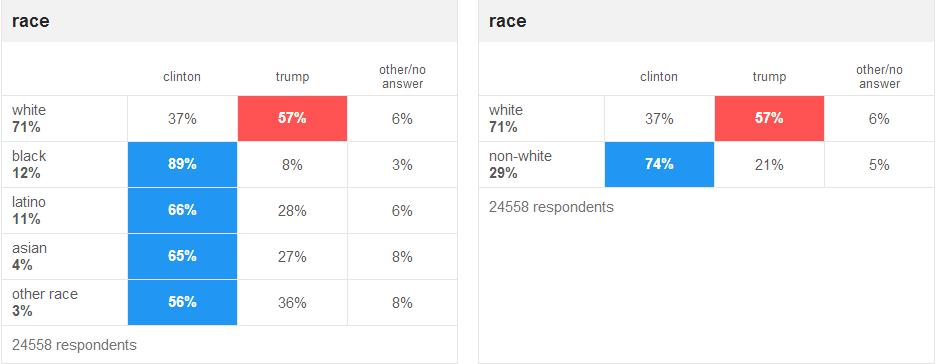 race
clinton trump other/no
answer
white
71% 37% 57% 6%
black
12% 89% 8% 3%
latino
11% 66% 28% 6%
asian
4% 65% 27% 8%
other race
3% 56% 36% 8%
24558 respondents
race
clinton trump other/no
answer
white
71% 37% 57% 6%
non-white
29% 74% 21% 5%
24558 respondents